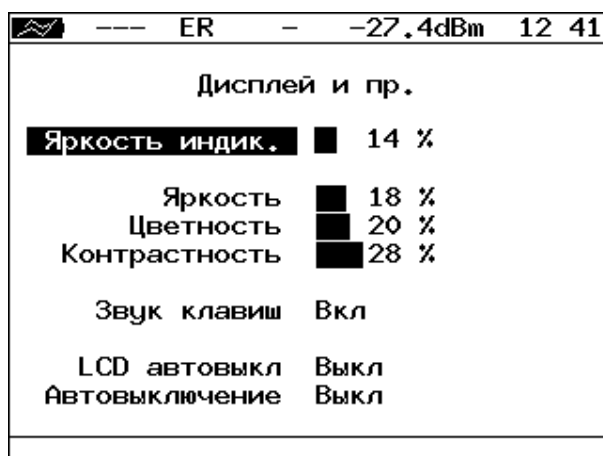 --- ER - -27.4dBm 12 41
Дисплей и пр.
Яркость индик. 14 %
Яркость 18 %
Цветность 20 %
Контрастность 28 %
Звук клавиш Вкл
LCD автовыкл Выкл
Автовыключение Выкл